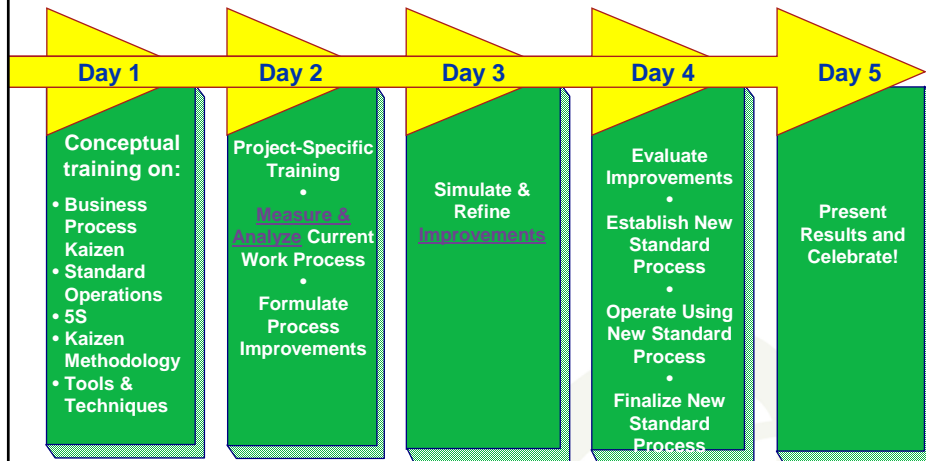 Day 1
Day 2
Day 3
Day 4
Day 5
Conceptual
training on:
• Business
Process
Kaizen
• Standard
Operations
• 5S
• Kaizen
Methodology
• Tools &
Techniques
Project-Specific
Training
•
Measure &
Analyze Current
Work Process
•
Formulate
Process
Improvements
Simulate &
Refine
Improvements
Evaluate
Improvements
•
Establish New
Standard
Process
•
Operate Using
New Standard
Process
•
Finalize New
Standard
Process
Present
Results and
Celebrate!